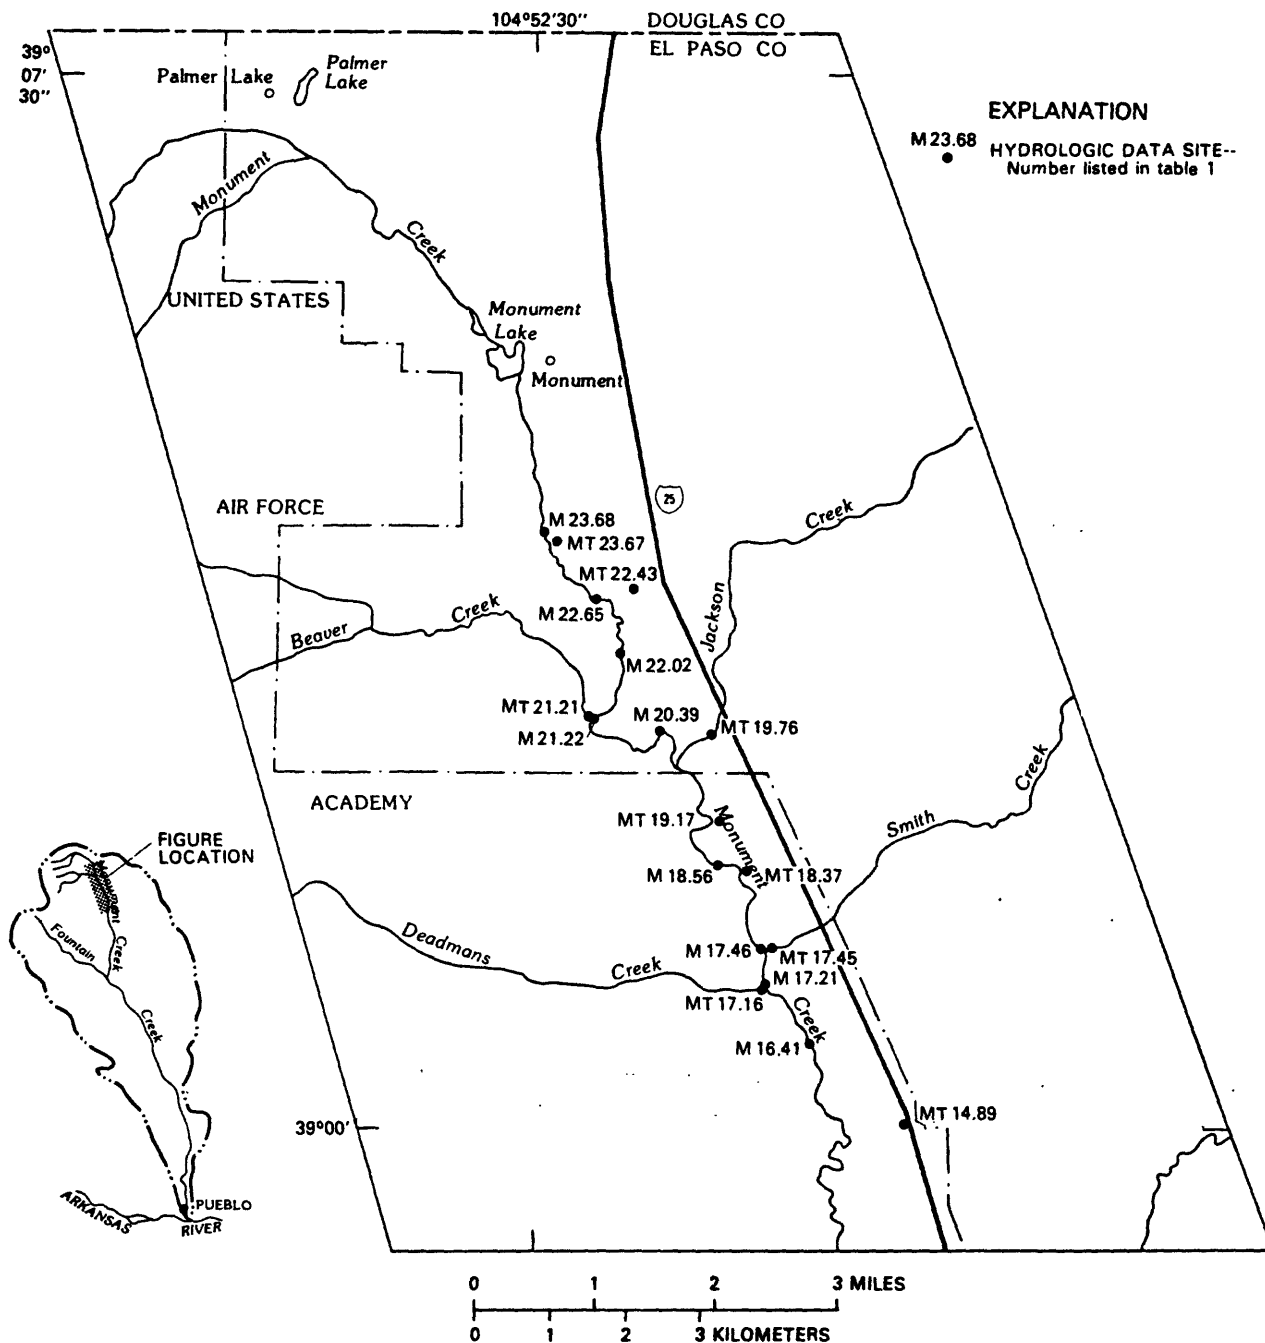 104°52'30"
DOUGLAS CO
EL PASO CO
39°
07'
30"
Palmer Lake
Palmer
Lake
EXPLANATION
M 23.68
HYDROLOGIC DATA SITE--
Number listed in table 1
Monument
Creek
UNITED STATES
Monument
Lake
Monument
25
AIR FORCE
Creek
M 23.68
MT 23.67
MT 22.43
M 22.65
Creek
Beaver
Jackson
M 22.02
MT 21.21
M 21.22
M 20.39
MT 19.76
Creek
ACADEMY
MT 19.17
Monument
Smith
M 18.56
MT 18.37
FIGURE
LOCATION
Monument
Creek
Fountain
Creek
Deadmans
Creek
M 17.46
MT 17.45
M 17.21
MT 17.16
Creek
M 16.41
MT 14.89
39°00'
PUEBLO
ARKANSAS
RIVER
0 1 2 3 MILES
0 1 2 3 KILOMETERS